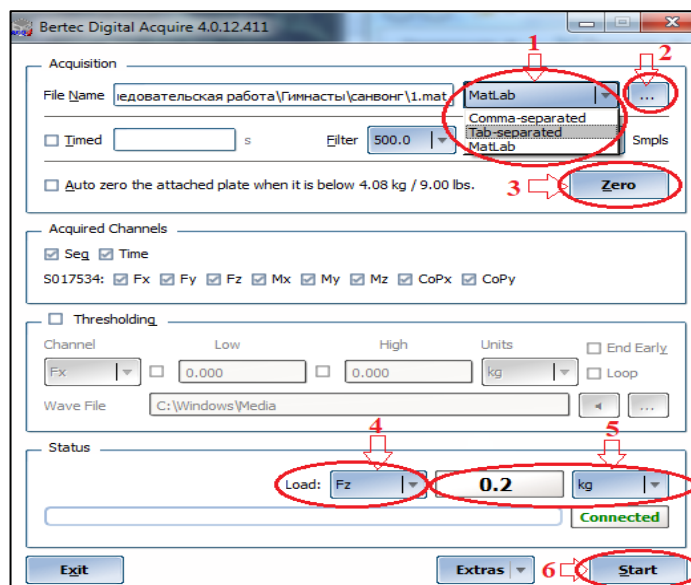 Bertec Digital Acquire 4.0.12.411
1 2
Acquisition
File Name едовательская работа\Гимнасты\санвонг\1.mat MatLab ...
Comma-separated
Tab-separated
MatLab
Timed s Filter 500.0 Smpls
Auto zero the attached plate when it is below 4.08 kg / 9.00 lbs. 3 Zero
Acquired Channels
Seq Time
S017534: Fx Fy Fz Mx My Mz CoPx CoPy
Thresholding
Channel Low High Units End Early
Fx 0.000 0.000 kg Loop
Wave File C:\Windows\Media ...
4 5
Status
Load: Fz 0.2 kg
Connected
Exit Extras 6 Start